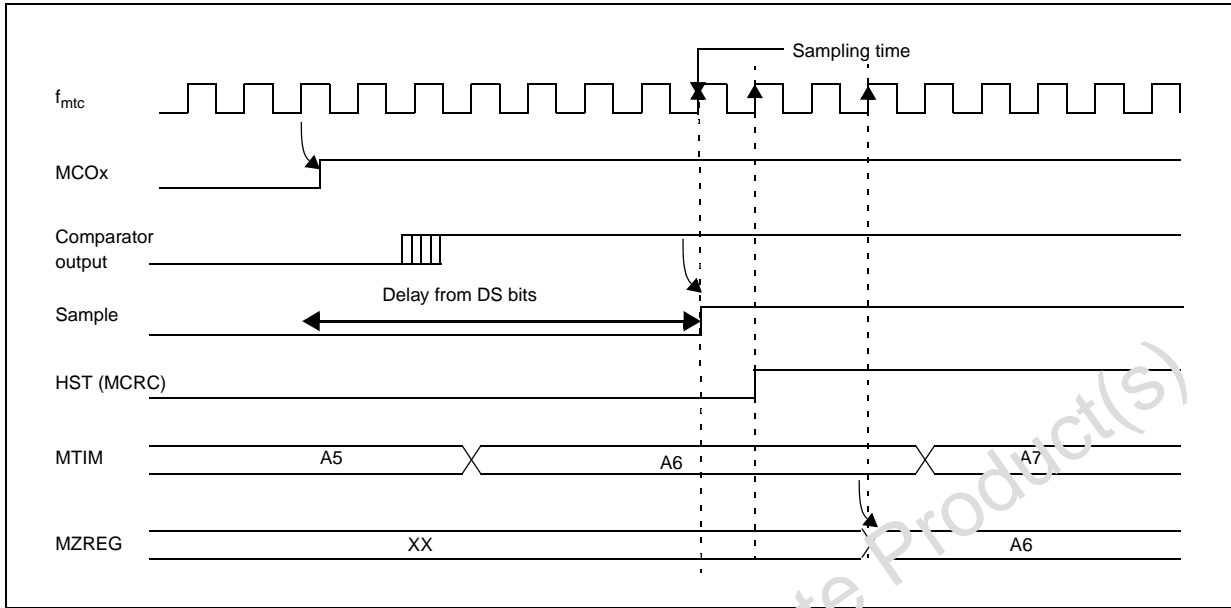 Sampling time
fmtc
MCOx
Comparator
output
Delay from DS bits
Sample
HST (MCRC)
MTIM
A5
A6
A7
MZREG
XX
A6
te Product(s)